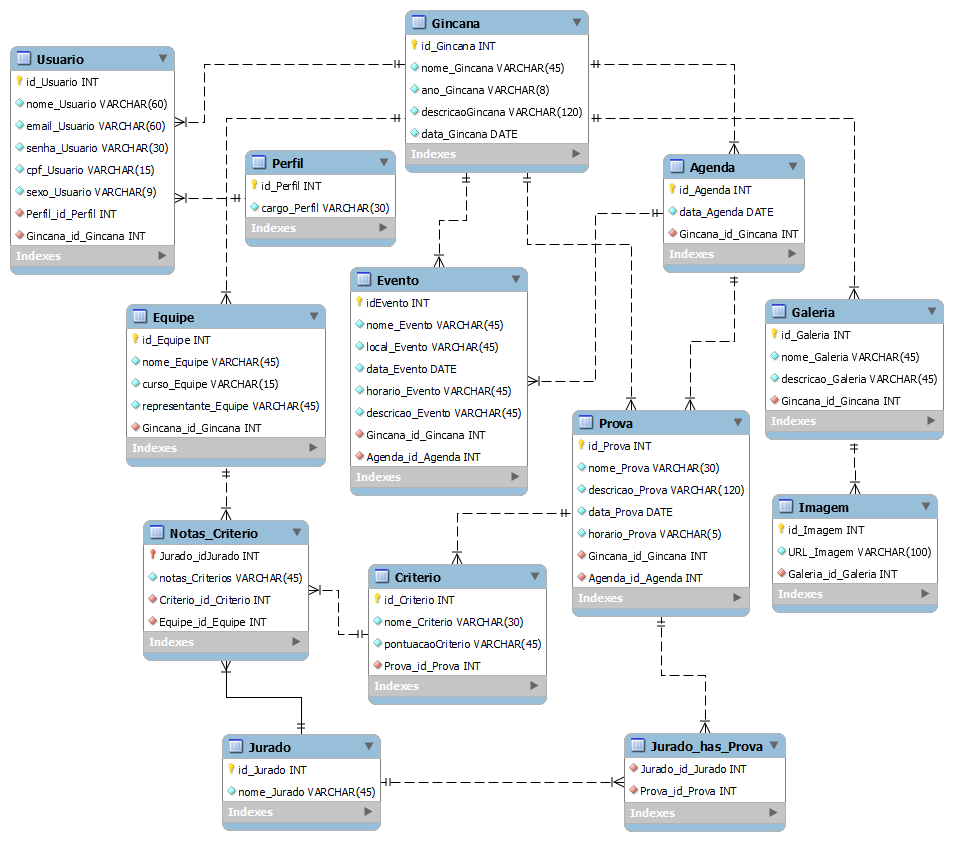 Gincana
id_Gincana INT
nome_Gincana VARCHAR(45)
ano_Gincana VARCHAR(8)
descricaoGincana VARCHAR(120)
data_Gincana DATE
Indexes
Usuario
id_Usuario INT
nome_Usuario VARCHAR(60)
email_Usuario VARCHAR(60)
senha_Usuario VARCHAR(30)
cpf_Usuario VARCHAR(15)
sexo_Usuario VARCHAR(9)
Perfil_id_Perfil INT
Gincana_id_Gincana INT
Indexes
Perfil
id_Perfil INT
cargo_Perfil VARCHAR(30)
Indexes
Agenda
id_Agenda INT
data_Agenda DATE
Gincana_id_Gincana INT
Indexes
Evento
idEvento INT
nome_Evento VARCHAR(45)
local_Evento VARCHAR(45)
data_Evento DATE
horario_Evento VARCHAR(45)
descricao_Evento VARCHAR(45)
Gincana_id_Gincana INT
Agenda_id_Agenda INT
Indexes
Equipe
id_Equipe INT
nome_Equipe VARCHAR(45)
curso_Equipe VARCHAR(15)
representante_Equipe VARCHAR(45)
Gincana_id_Gincana INT
Indexes
Galeria
id_Galeria INT
nome_Galeria VARCHAR(45)
descricao_Galeria VARCHAR(45)
Gincana_id_Gincana INT
Indexes
Prova
id_Prova INT
nome_Prova VARCHAR(30)
descricao_Prova VARCHAR(120)
data_Prova DATE
horario_Prova VARCHAR(5)
Gincana_id_Gincana INT
Agenda_id_Agenda INT
Indexes
Imagem
id_Imagem INT
URL_Imagem VARCHAR(100)
Galeria_id_Galeria INT
Indexes
Notas_Criterio
Jurado_idJurado INT
notas_Criterios VARCHAR(45)
Criterio_id_Criterio INT
Equipe_id_Equipe INT
Indexes
Criterio
id_Criterio INT
nome_Criterio VARCHAR(30)
pontuacaoCriterio VARCHAR(45)
Prova_id_Prova INT
Indexes
Jurado
id_Jurado INT
nome_Jurado VARCHAR(45)
Indexes
Jurado_has_Prova
Jurado_id_Jurado INT
Prova_id_Prova INT
Indexes